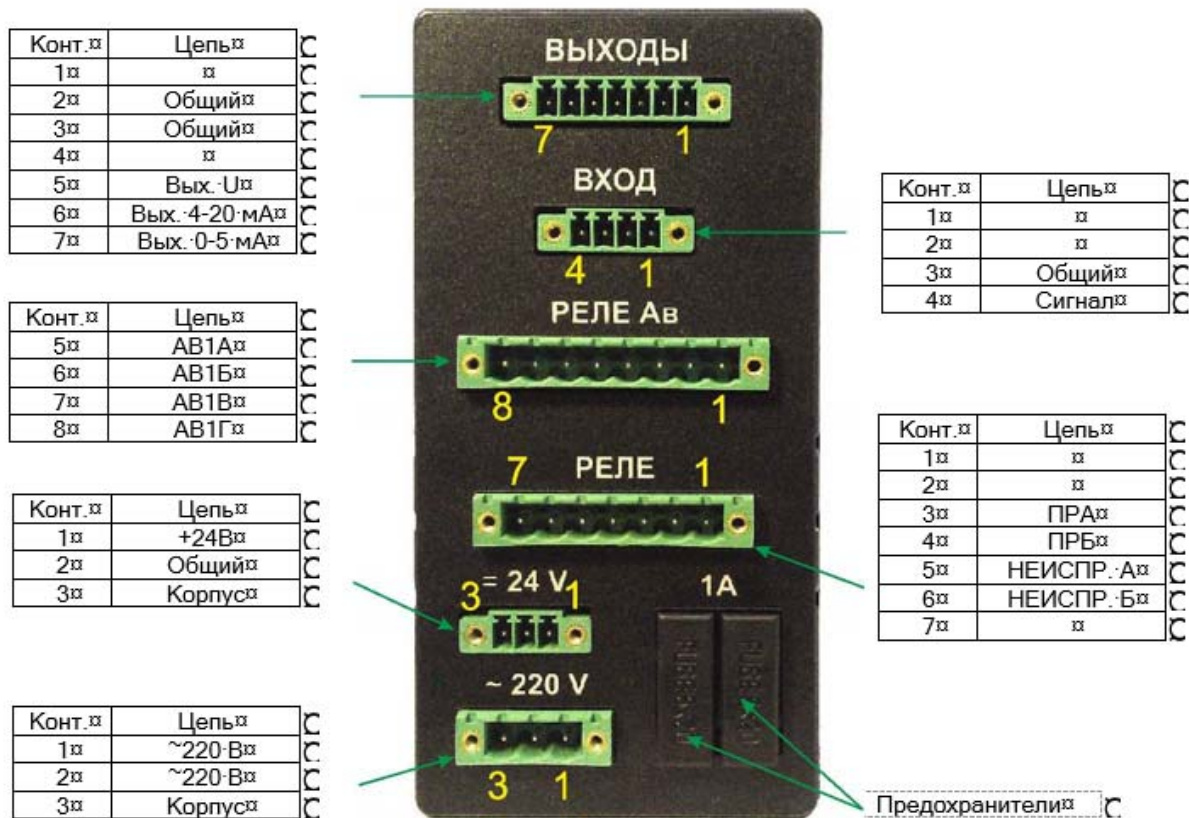 Конт.¤ Цепь¤
1¤ ¤
2¤ Общий¤
3¤ Общий¤
4¤ ¤
5¤ Вых.·U¤
6¤ Вых.·4-20·мА¤
7¤ Вых.·0-5·мА¤
Конт.¤ Цепь¤
5¤ АВ1А¤
6¤ АВ1Б¤
7¤ АВ1В¤
8¤ АВ1Г¤
Конт.¤ Цепь¤
1¤ +24В¤
2¤ Общий¤
3¤ Корпус¤
Конт.¤ Цепь¤
1¤ ~220·В¤
2¤ ~220·В¤
3¤ Корпус¤
ВЫХОДЫ
7 1
ВХОД
4 1
РЕЛЕ Ав
8 1
7 РЕЛЕ 1
= 24 V 1А
3 1
~ 220 V
3 1
Конт.¤ Цепь¤
1¤ ¤
2¤ ¤
3¤ Общий¤
4¤ Сигнал¤
Конт.¤ Цепь¤
1¤ ¤
2¤ ¤
3¤ ПРА¤
4¤ ПРБ¤
5¤ НЕИСПР.·А¤
6¤ НЕИСПР.·Б¤
7¤ ¤
Предохранители¤